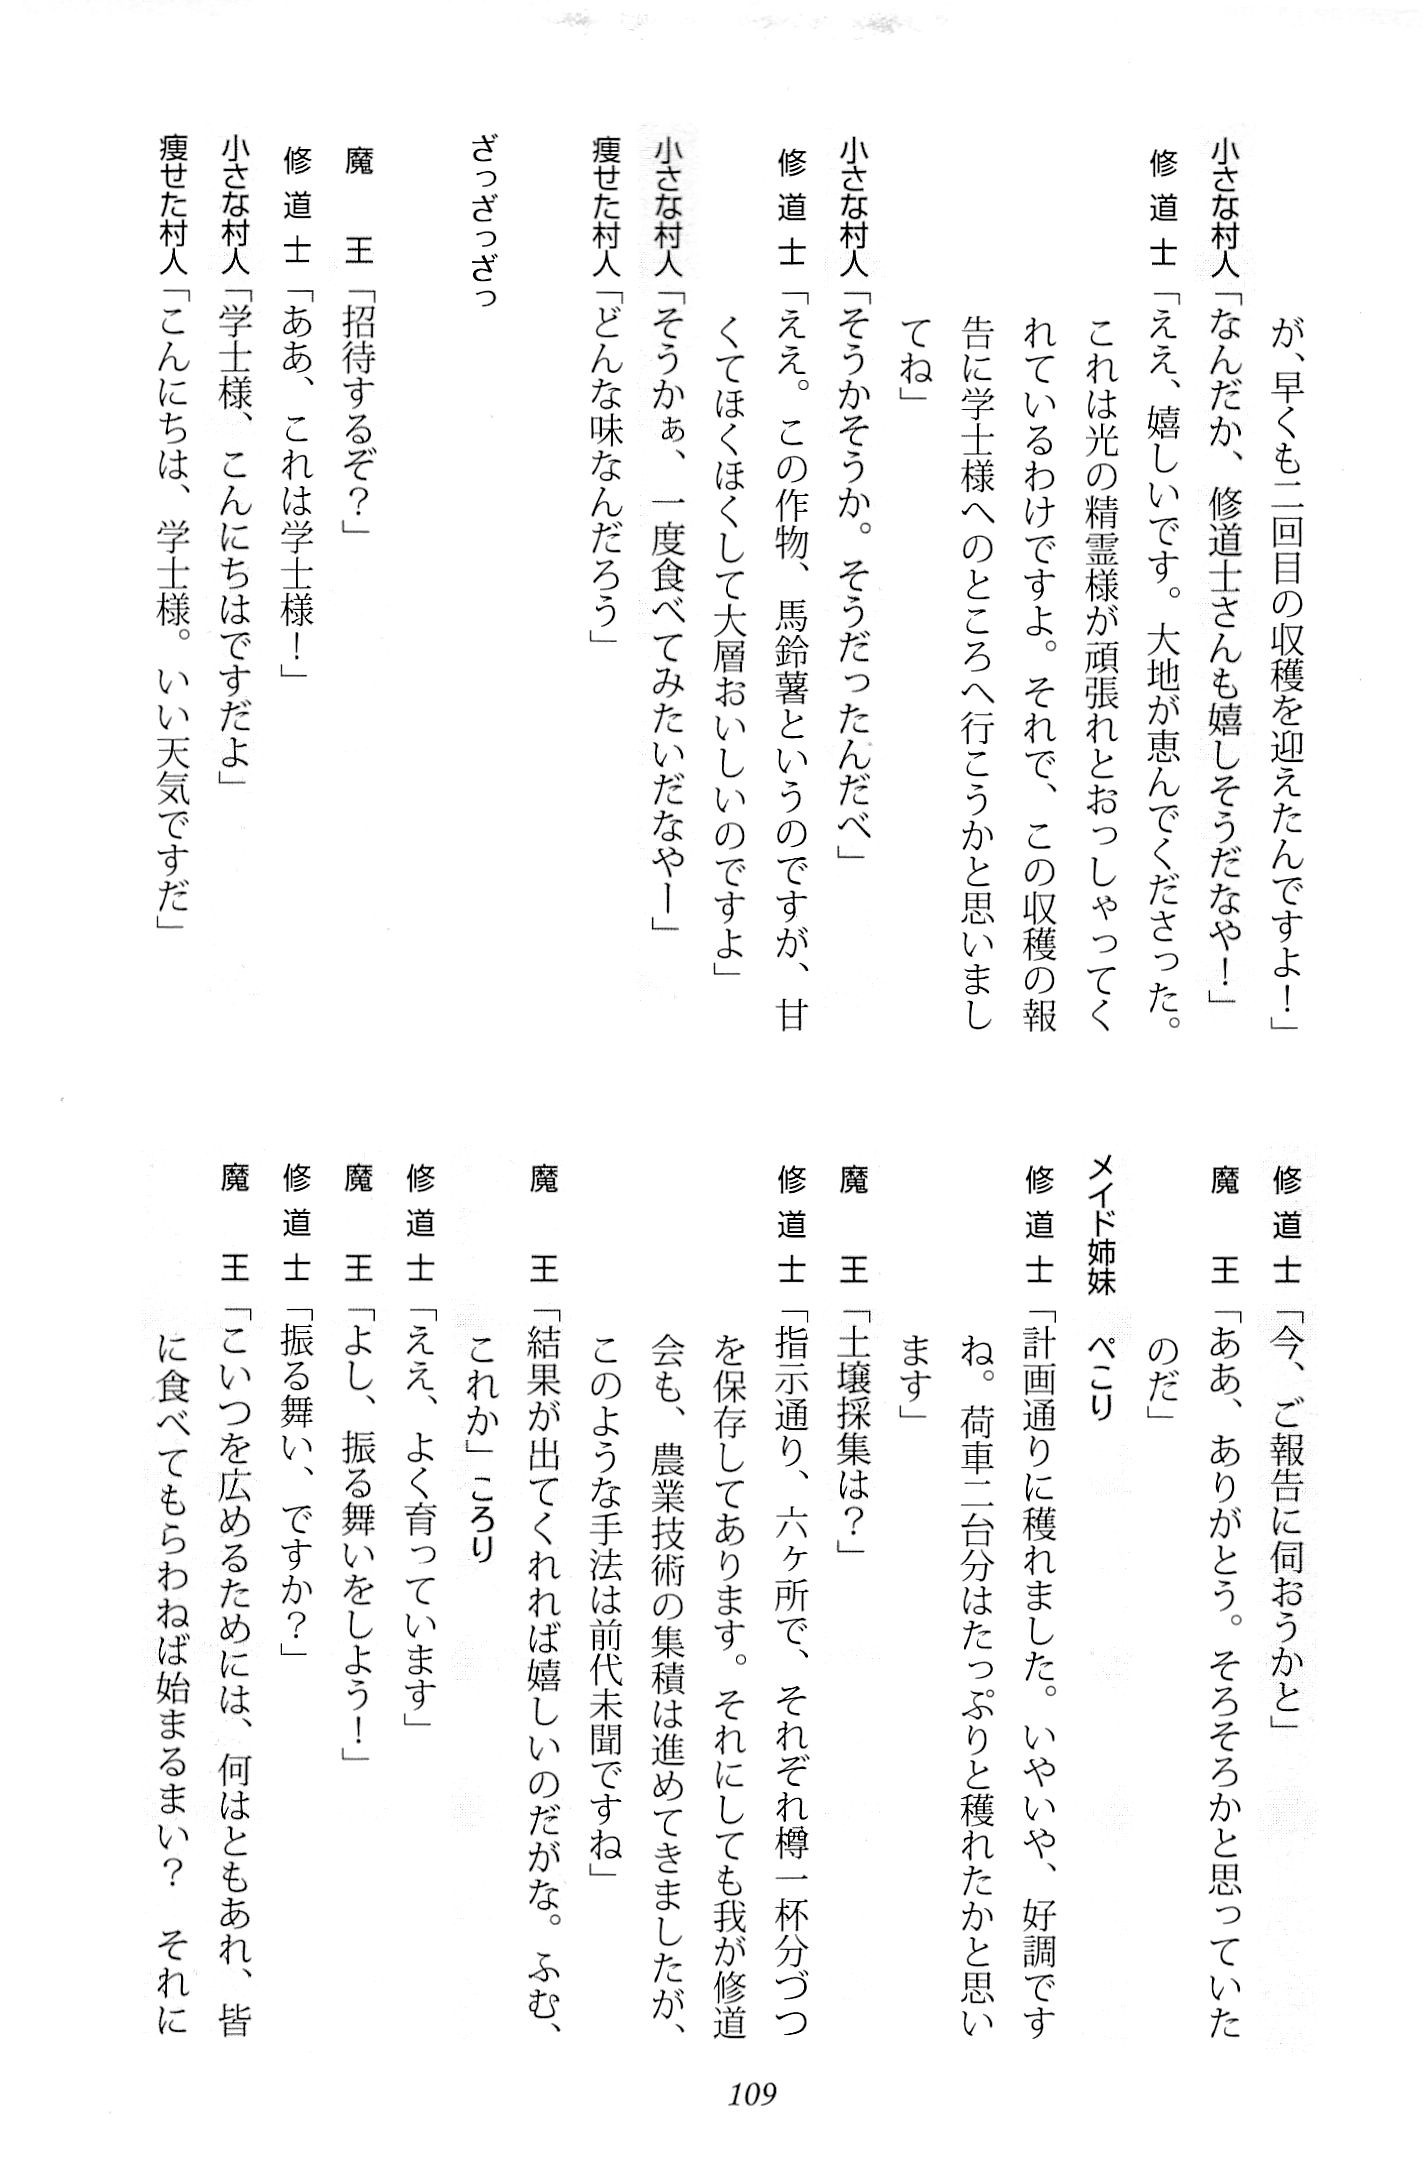 が、早くも二回目の収穫を迎えたんですよ！」
小さな村人「なんだか、修道士さんも嬉しそうだなや！」
修道士「ええ、嬉しいです。大地が恵んでくださった。
これは光の精霊様が頑張れとおっしゃってく
れているわけですよ。それで、この収穫の報
告に学士様へのところへ行こうかと思いまし
てね」
小さな村人「そうかそうか。そうだったんだべ」
修道士「ええ。この作物、馬鈴薯というのですが、甘
くてほくほくして大層おいしいのですよ」
小さな村人「そうかぁ、一度食べてみたいだなやー」
痩せた村人「どんな味なんだろう」
ざっざっざっ
魔王「招待するぞ？」
修道士「ああ、これは学士様！」
小さな村人「学士様、こんにちはですだよ」
痩せた村人「こんにちは、学士様。いい天気ですだ」
修道士「今、ご報告に伺おうかと」
魔王「ああ、ありがとう。そろそろかと思っていた
のだ」
メイド姉妹　ぺこり
修道士「計画通りに穫れました。いやいや、好調です
ね。荷車二台分はたっぷりと穫れたかと思い
ます」
魔王「土壌採集は？」
修道士「指示通り、六ヶ所で、それぞれ樽一杯分づつ
を保存してあります。それにしても我が修道
会も、農業技術の集積は進めてきましたが、
このような手法は前代未聞ですね」
魔王「結果が出てくれれば嬉しいのだがな。ふむ、
これか」ころり
修道士「ええ、よく育っています」
魔王「よし、振る舞いをしよう！」
修道士「振る舞い、ですか？」
魔王「こいつを広めるためには、何はともあれ、皆
に食べてもらわねば始まるまい？　それに
109